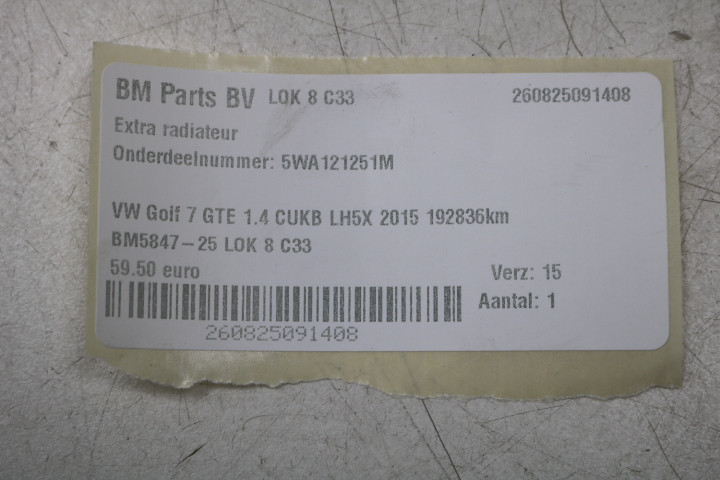 BM Parts BV LOK 8 C33 260825091408
Extra radiateur
Onderdeelnummer: 5WA121251M
VW Golf 7 GTE 1.4 CUKB LH5X 2015 192836km
BM5847-25 LOK 8 C33
59.50 euro Verz: 15
Aantal: 1
260825091408